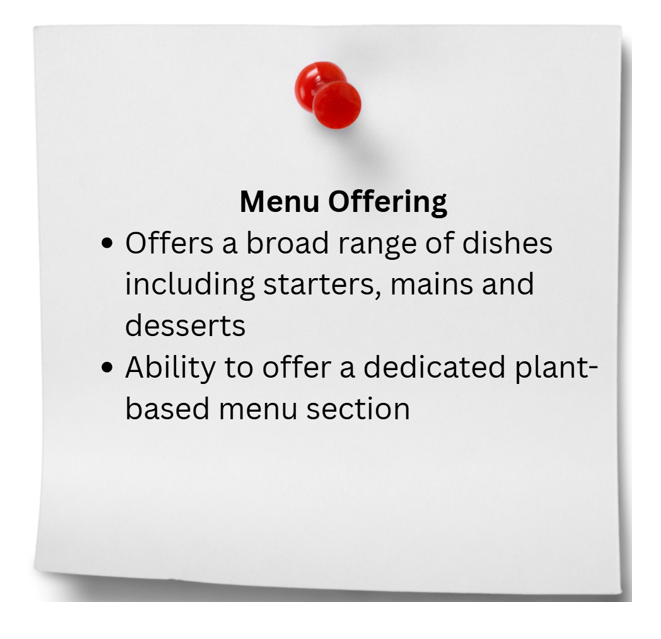 Menu Offering
• Offers a broad range of dishes
including starters, mains and
desserts
• Ability to offer a dedicated plant-
based menu section